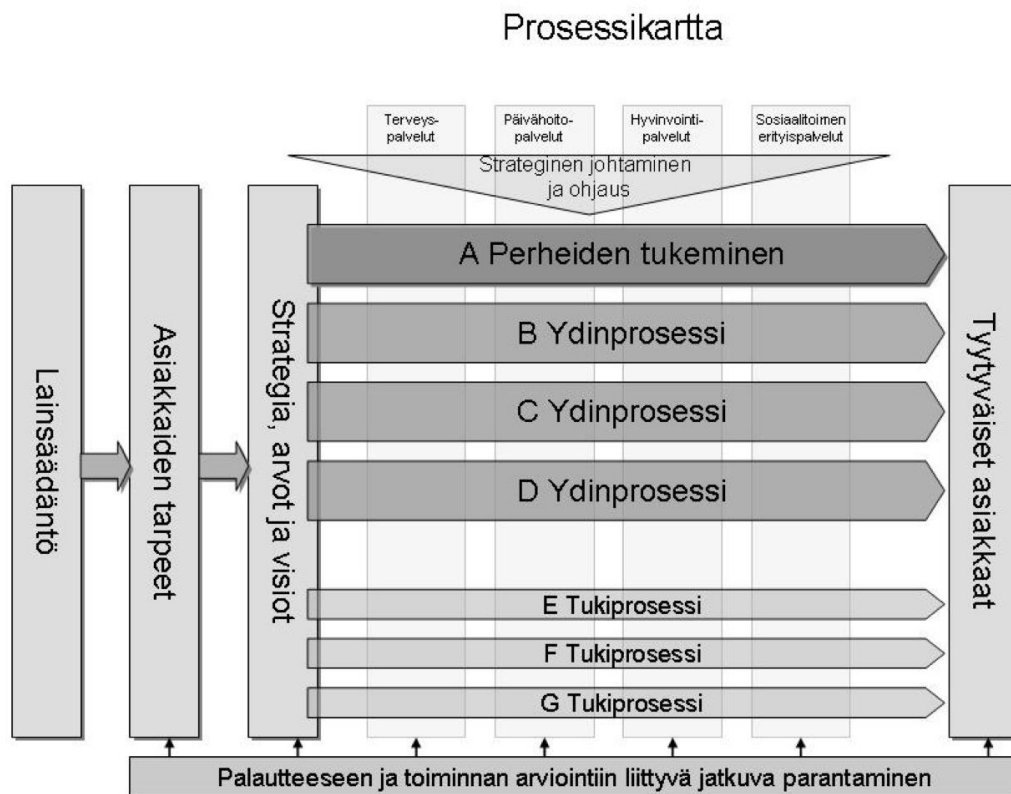 Prosessikartta
Terveys-
palvelut
Päivähoito-
palvelut
Hyvinvointi-
palvelut
Sosiaalitoimen
erityispalvelut
Strateginen johtaminen
ja ohjaus
Lainsäädäntö
Asiakkaiden tarpeet
Strategia, arvot ja visiot
A Perheiden tukeminen
B Ydinprosessi
C Ydinprosessi
D Ydinprosessi
E Tukiprosessi
F Tukiprosessi
G Tukiprosessi
Tyytyväiset asiakkaat
Palautteeseen ja toiminnan arviointiin liittyvä jatkuva parantaminen